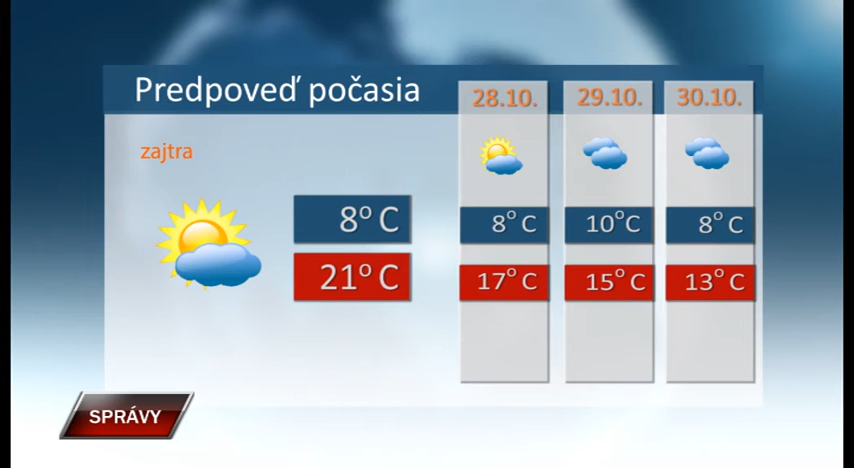 Predpoveď počasia
zajtra
8° C
21° C
28.10. 29.10. 30.10.
8° C 10°C 8° C
17° C 15° C 13° C
SPRÁVY